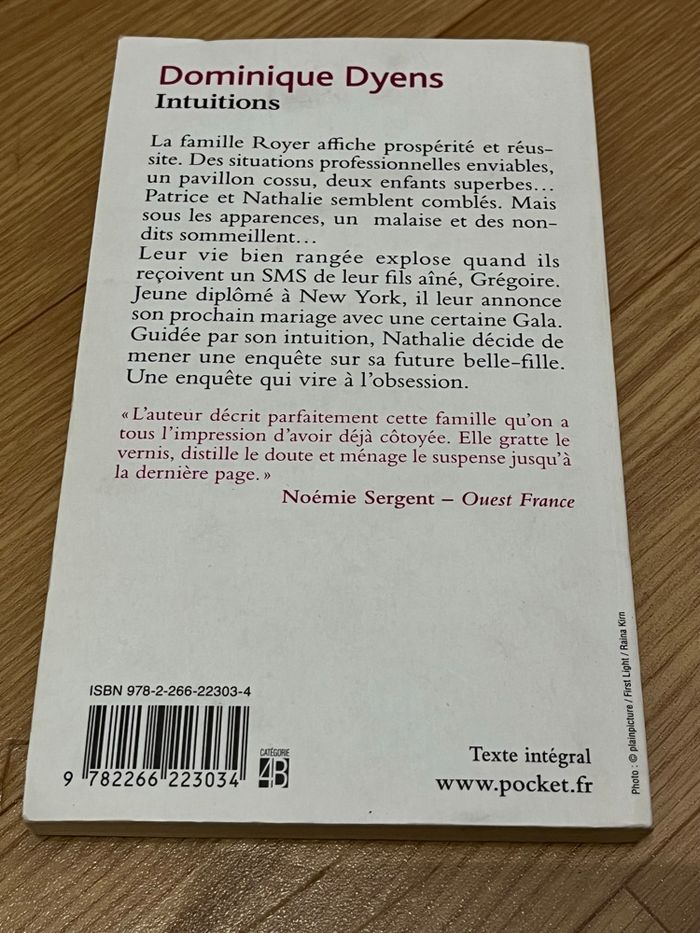 Dominique Dyens
Intuitions
La famille Royer affiche prospérité et réus-
site. Des situations professionnelles enviables,
un pavillon cossu, deux enfants superbes…
Patrice et Nathalie semblent comblés. Mais
sous les apparences, un malaise et des non-
dits sommeillent…
Leur vie bien rangée explose quand ils
reçoivent un SMS de leur fils aîné, Grégoire.
Jeune diplômé à New York, il leur annonce
son prochain mariage avec une certaine Gala.
Guidée par son intuition, Nathalie décide de
mener une enquête sur sa future belle-fille.
Une enquête qui vire à l'obsession.
« L'auteur décrit parfaitement cette famille qu'on a
tous l'impression d'avoir déjà côtoyée. Elle gratte le
vernis, distille le doute et ménage le suspense jusqu'à
la dernière page. »
Noémie Sergent – Ouest France
Photo : © plainpicture / First Light / Raina Kirn
ISBN 978-2-266-22303-4
9 782266 223034
CATÉGORIE
4B
Texte intégral
www.pocket.fr